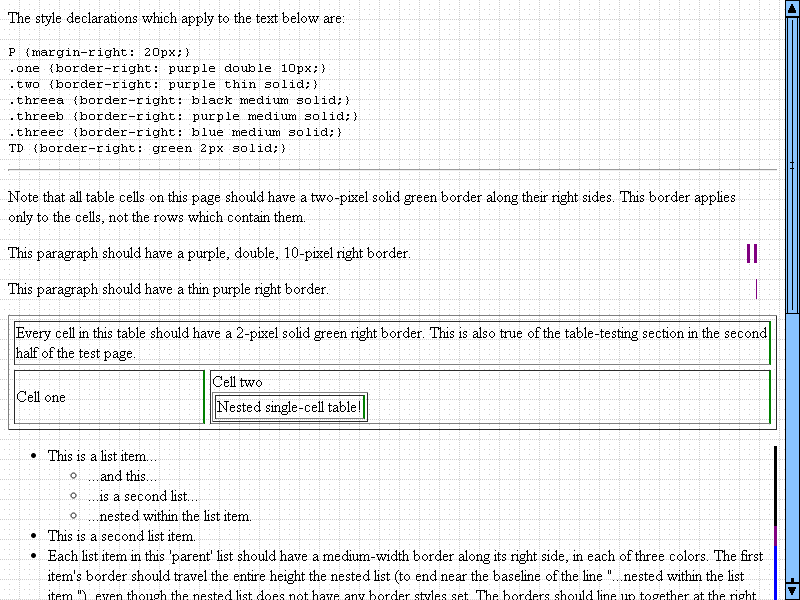 The style declarations which apply to the text below are:
P {margin-right: 20px;}
.one {border-right: purple double 10px;}
.two {border-right: purple thin solid;}
.threea {border-right: black medium solid;}
.threeb {border-right: purple medium solid;}
.threec {border-right: blue medium solid;}
TD {border-right: green 2px solid;}
Note that all table cells on this page should have a two-pixel solid green border along their right sides. This border applies
only to the cells, not the rows which contain them.
This paragraph should have a purple, double, 10-pixel right border.
This paragraph should have a thin purple right border.
Every cell in this table should have a 2-pixel solid green right border. This is also true of the table-testing section in the second
half of the test page.
Cell one
Cell two
Nested single-cell table!
This is a list item...
...and this...
...is a second list...
...nested within the list item.
This is a second list item.
Each list item in this 'parent' list should have a medium-width border along its right side, in each of three colors. The first
item's border should travel the entire height the nested list (to end near the baseline of the line "...nested within the list
item."), even though the nested list does not have any border styles set. The borders should line up together at the right